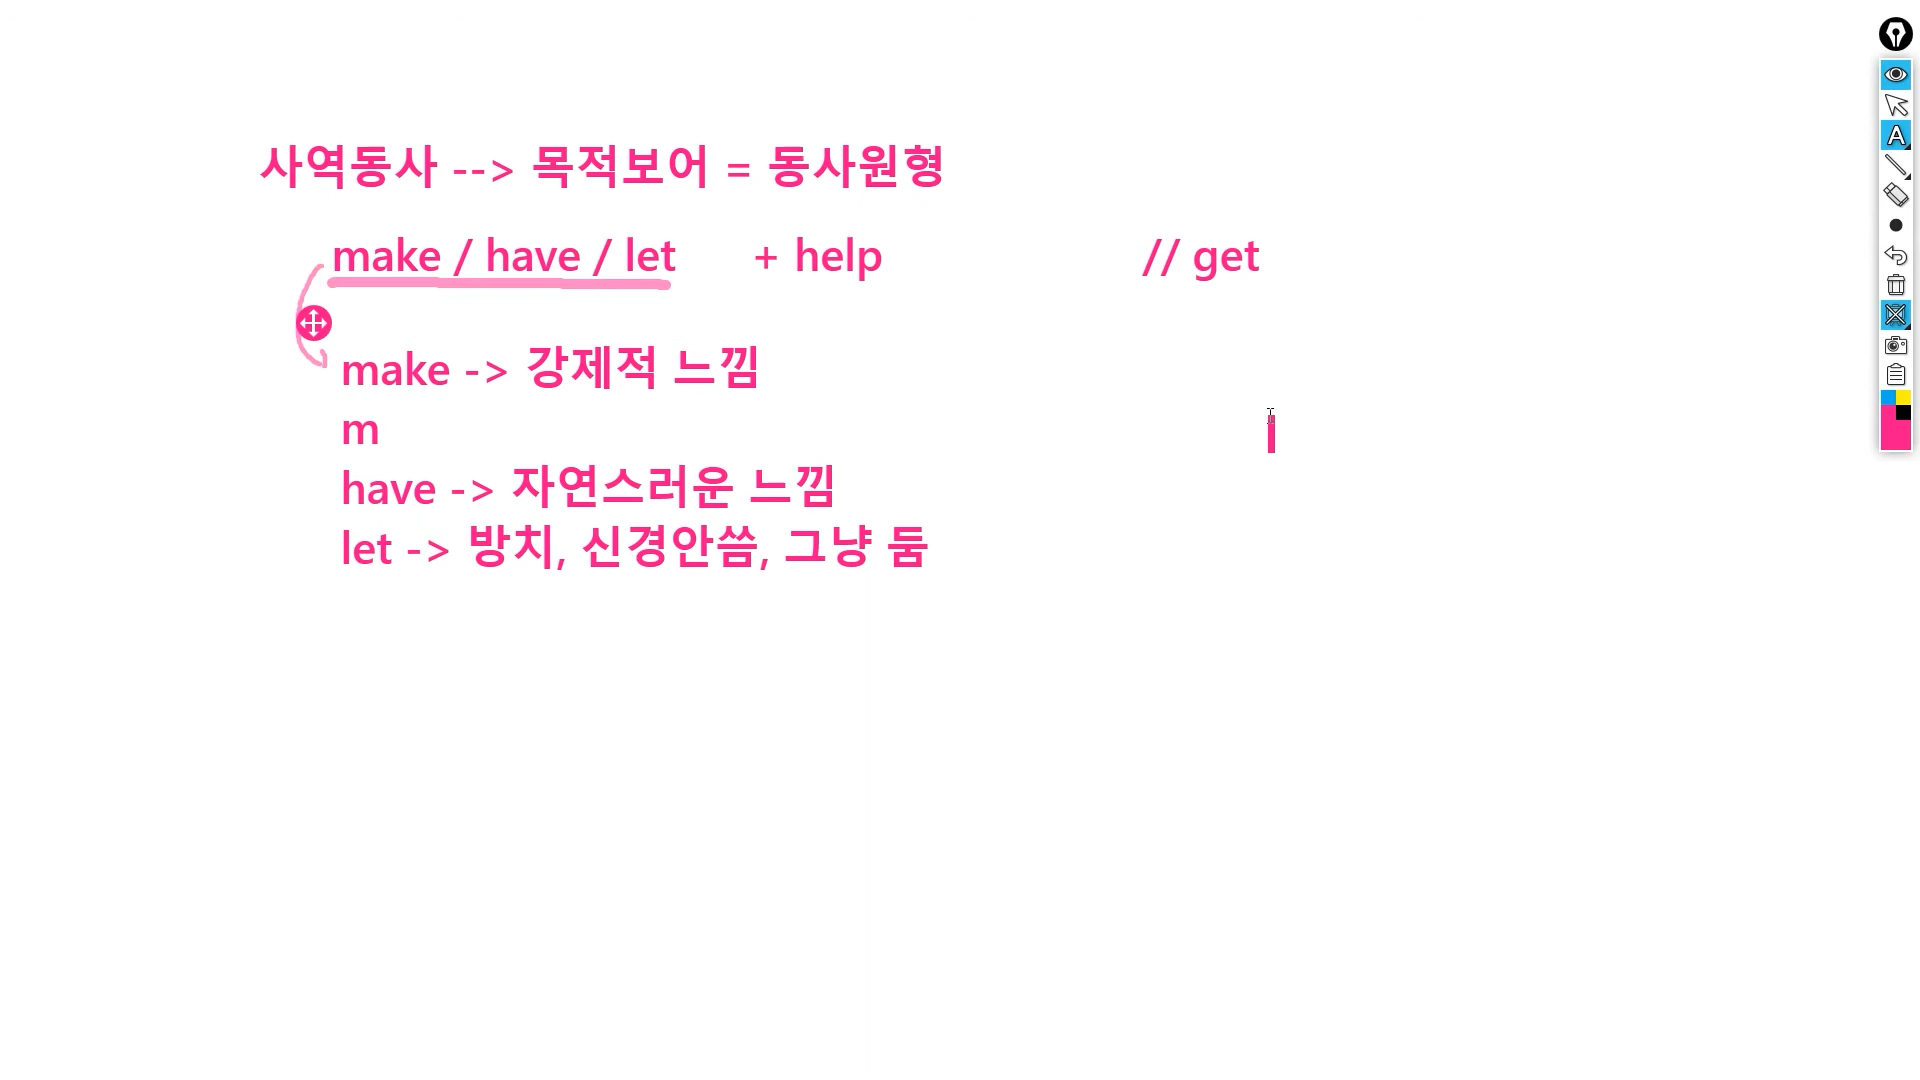 사역동사 --> 목적보어 = 동사원형
make / have / let + help // get
make -> 강제적 느낌
m
have -> 자연스러운 느낌
let -> 방치, 신경안씀, 그냥 둠